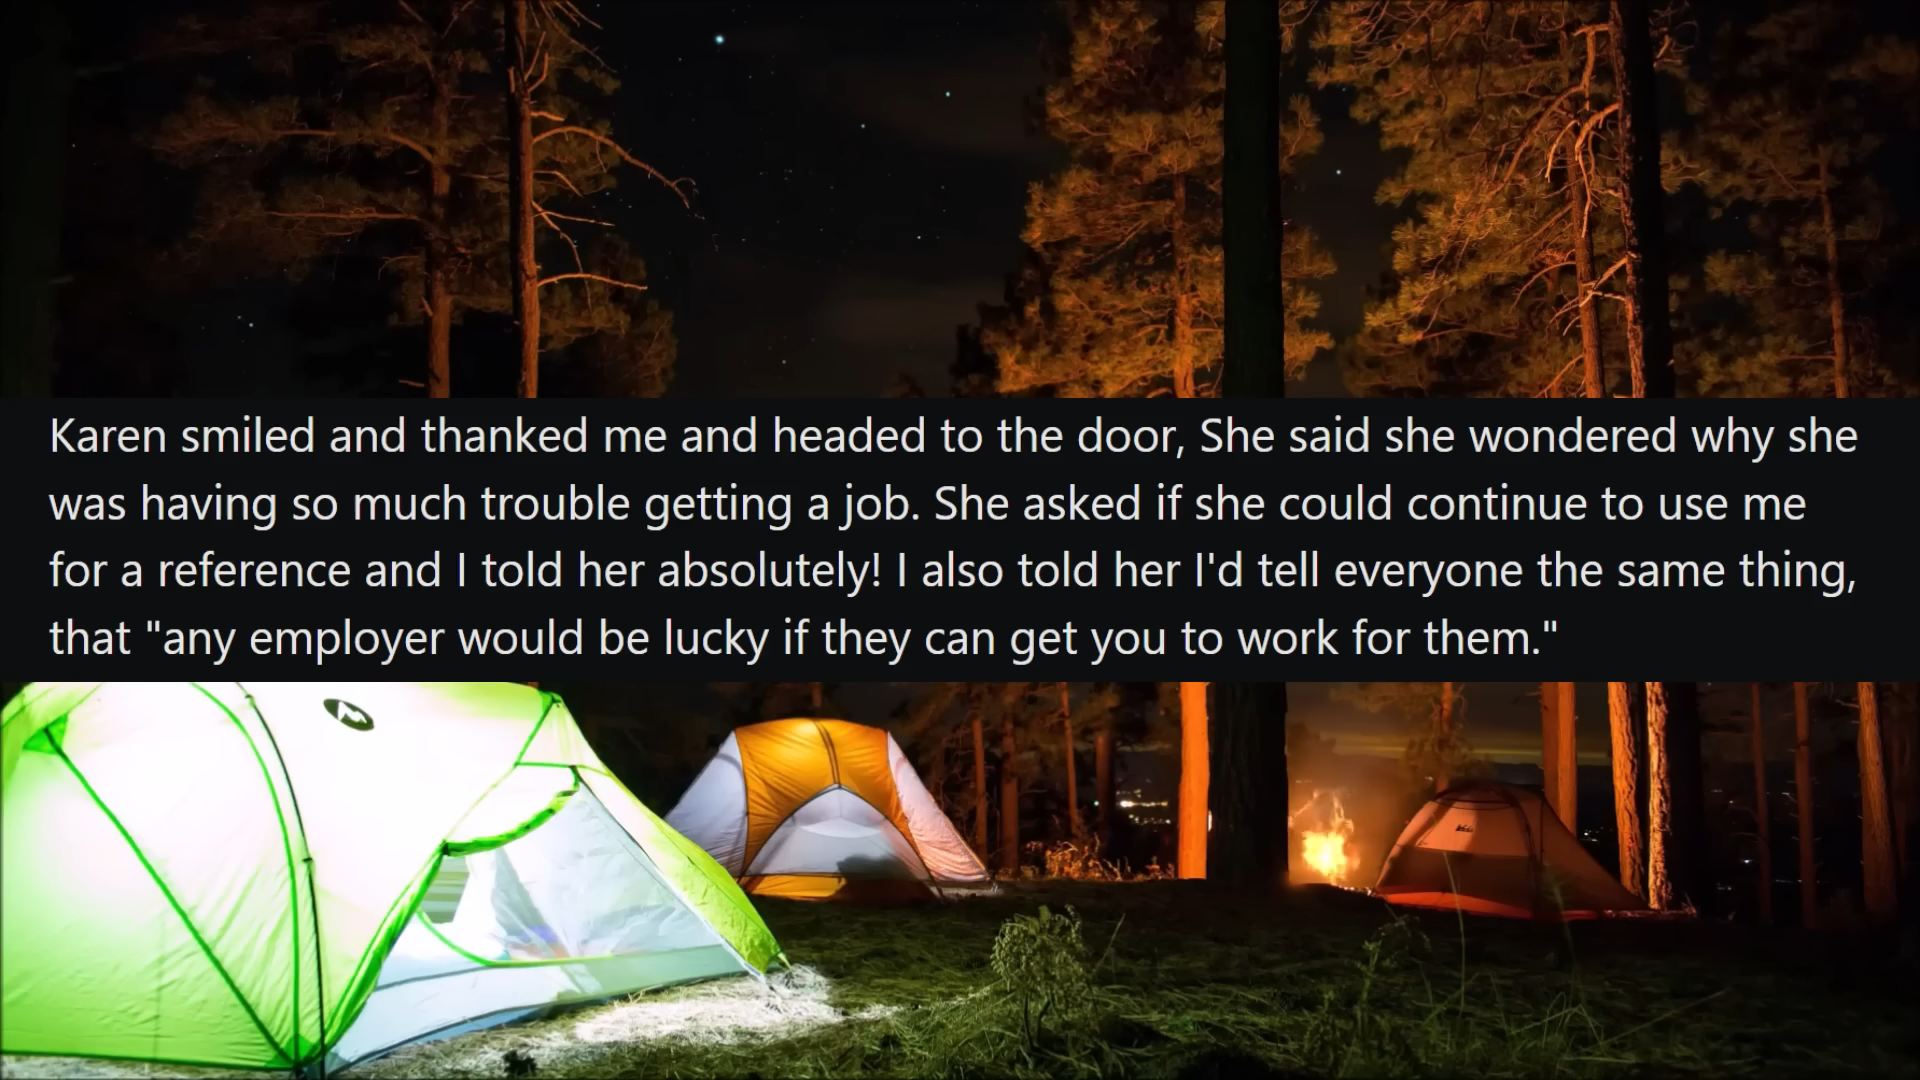 Karen smiled and thanked me and headed to the door, She said she wondered why she
was having so much trouble getting a job. She asked if she could continue to use me
for a reference and I told her absolutely! I also told her I'd tell everyone the same thing,
that "any employer would be lucky if they can get you to work for them."